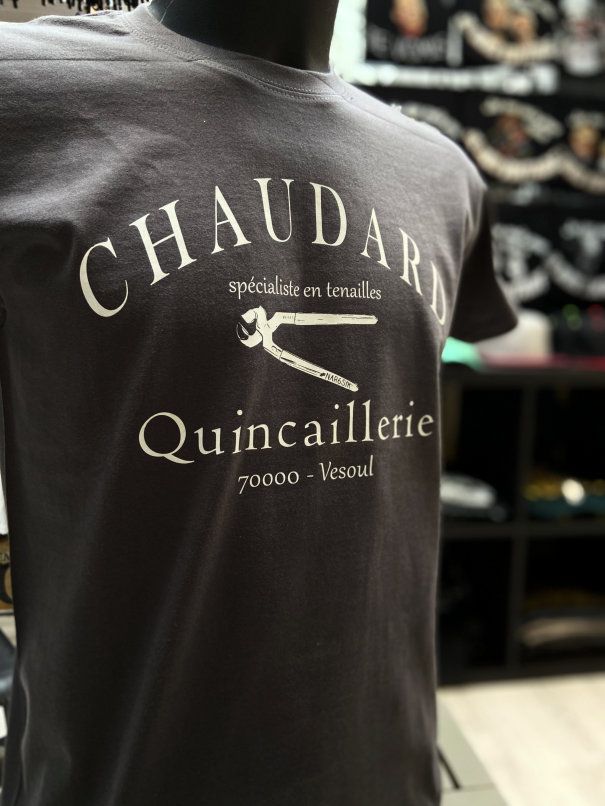 CHAUDARD
spécialiste en tenailles
Quincaillerie
70000 - Vesoul